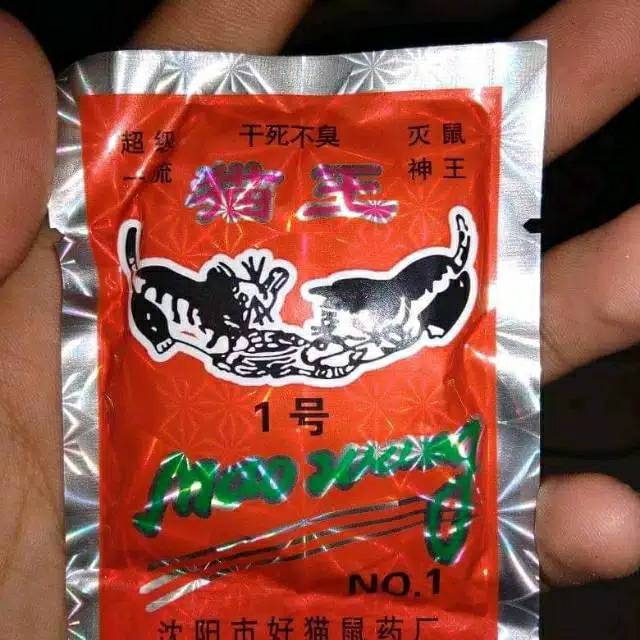 超级 干死不臭 灭鼠
一流 猫王 神王
1号
mao wang
NO.1
沈阳市好猫鼠药厂